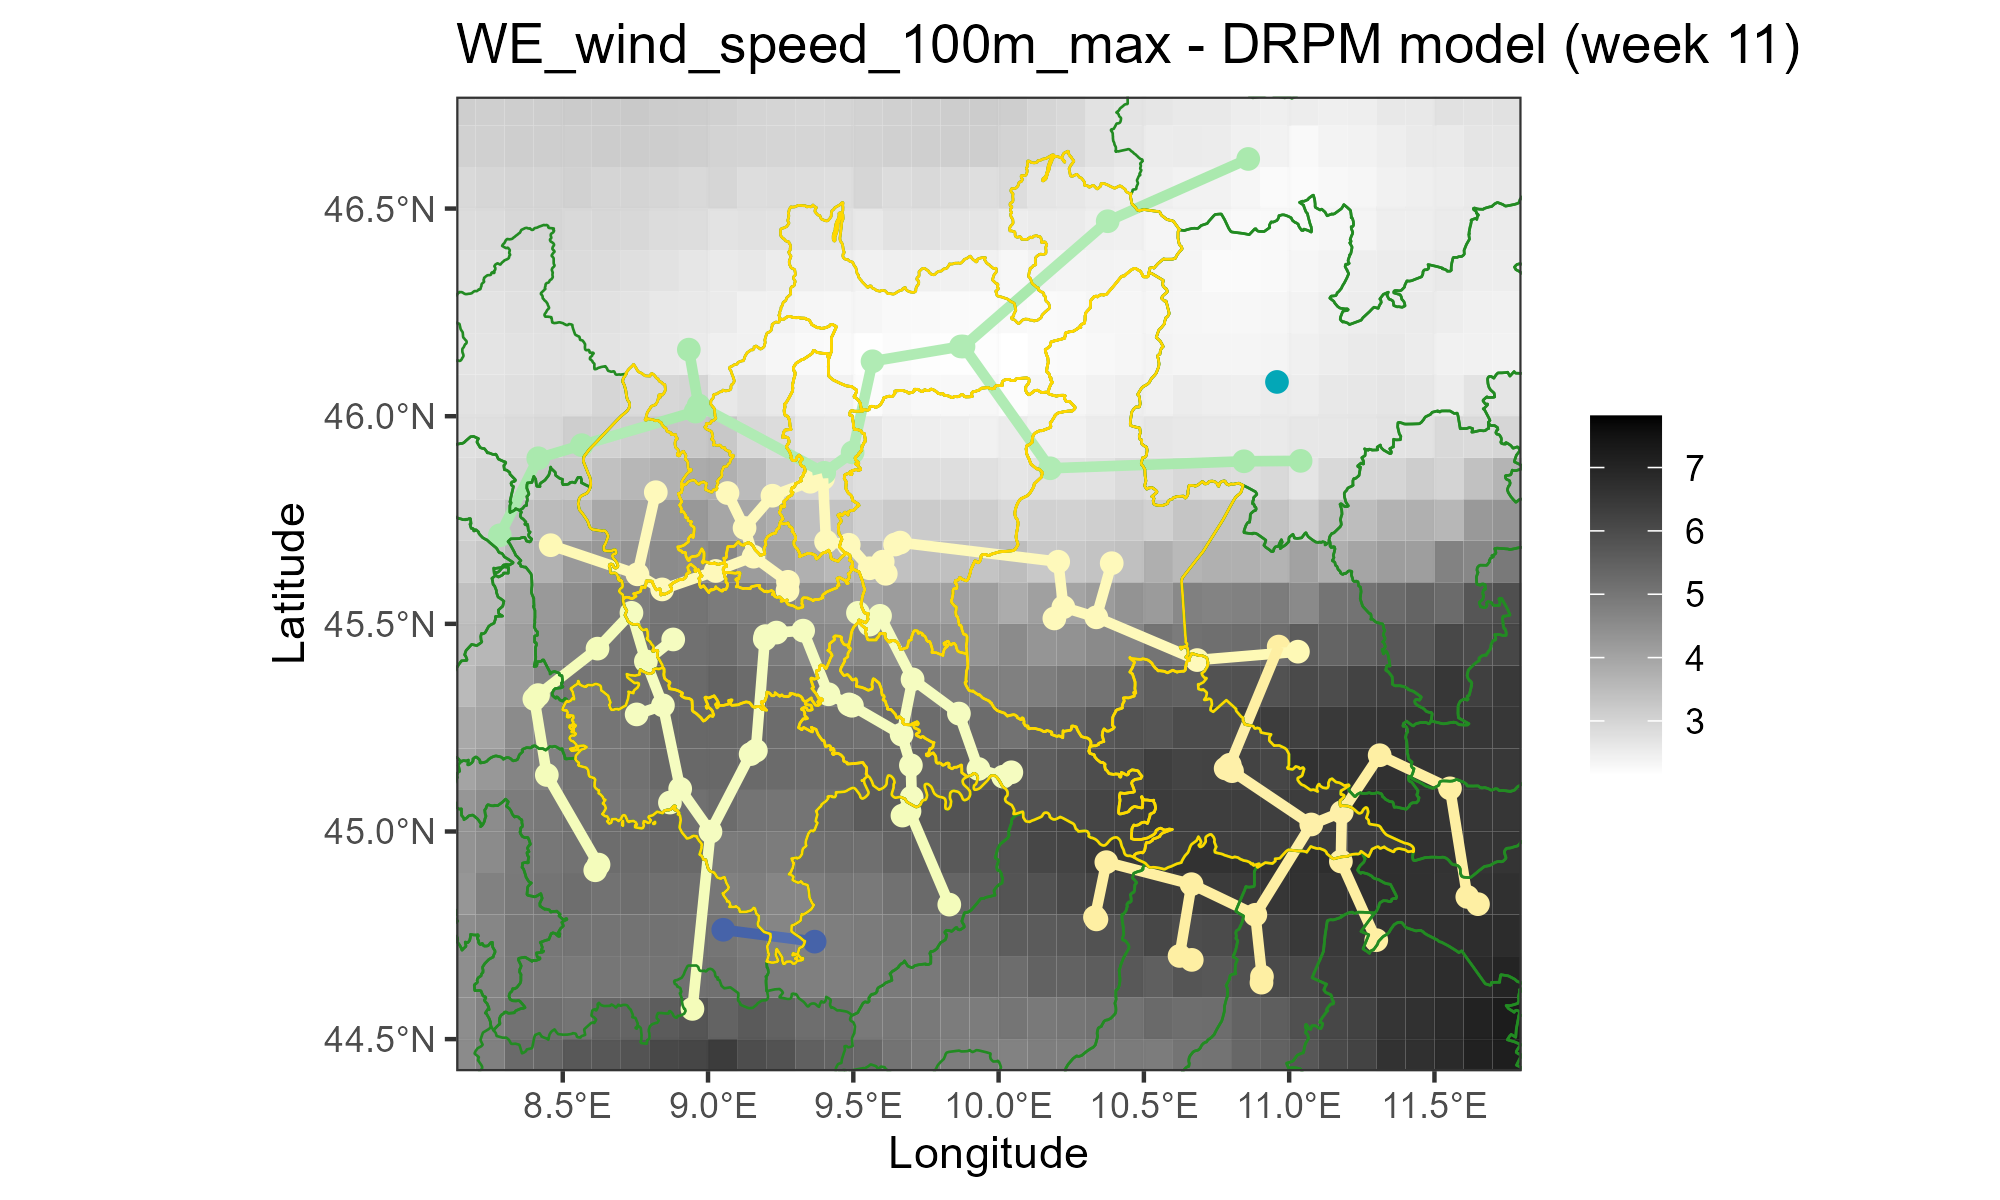 WE_wind_speed_100m_max - DRPM model (week 11)
46.5°N
46.0°N
45.5°N
45.0°N
44.5°N
Latitude
8.5°E
9.0°E
9.5°E
10.0°E
10.5°E
11.0°E
11.5°E
Longitude
7
6
5
4
3